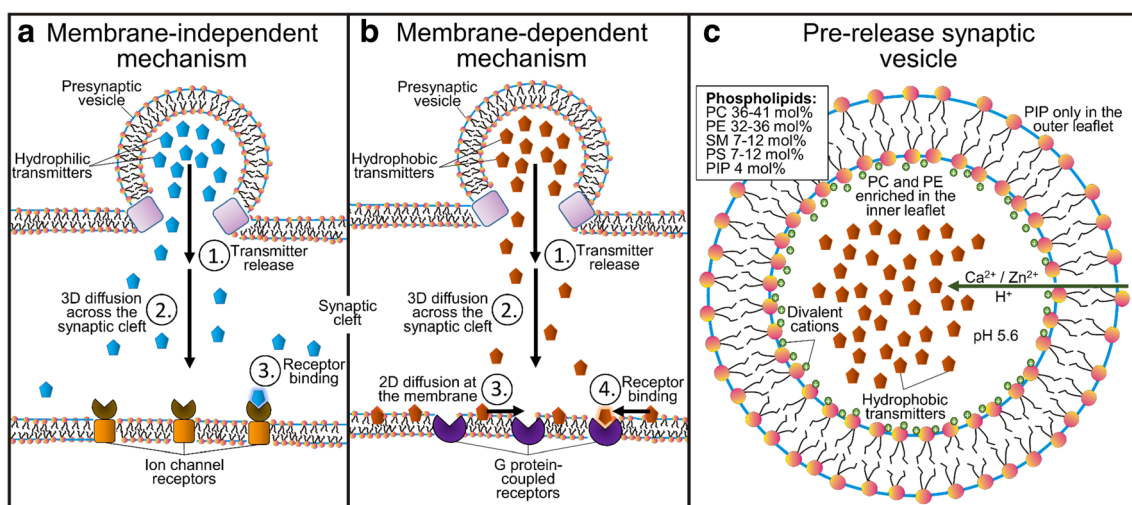 a Membrane-independent
mechanism
Presynaptic
vesicle
Hydrophilic
transmitters
1. Transmitter
release
3D diffusion
across the
synaptic cleft
2.
3. Receptor
binding
Ion channel
receptors
Synaptic
cleft
b Membrane-dependent
mechanism
Presynaptic
vesicle
Hydrophobic
transmitters
1. Transmitter
release
3D diffusion
across the
synaptic cleft
2.
2D diffusion at
the membrane
3.
4. Receptor
binding
G protein-
coupled
receptors
c Pre-release synaptic
vesicle
Phospholipids:
PC 36-41 mol%
PE 32-36 mol%
SM 7-12 mol%
PS 7-12 mol%
PIP 4 mol%
PIP only in the
outer leaflet
PC and PE
enriched in the
inner leaflet
Ca²⁺ / Zn²⁺
H⁺
pH 5.6
Divalent
cations
Hydrophobic
transmitters